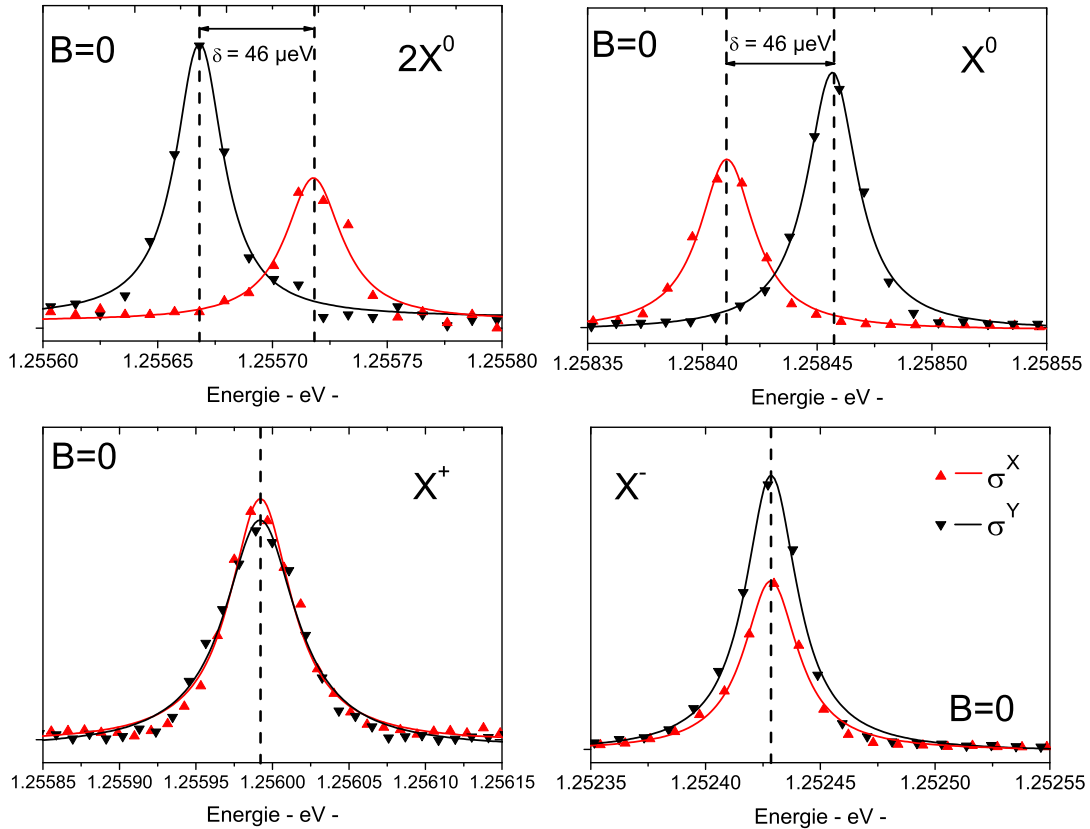 B=0
δ = 46 µeV
2X⁰
1.25560 1.25565 1.25570 1.25575 1.25580
Energie - eV -
B=0
δ = 46 µeV
X⁰
1.25835 1.25840 1.25845 1.25850 1.25855
Energie - eV -
B=0
X⁺
1.25585 1.25590 1.25595 1.25600 1.25605 1.25610 1.25615
Energie - eV -
X⁻
σˣ
σʸ
B=0
1.25235 1.25240 1.25245 1.25250 1.25255
Energie - eV -